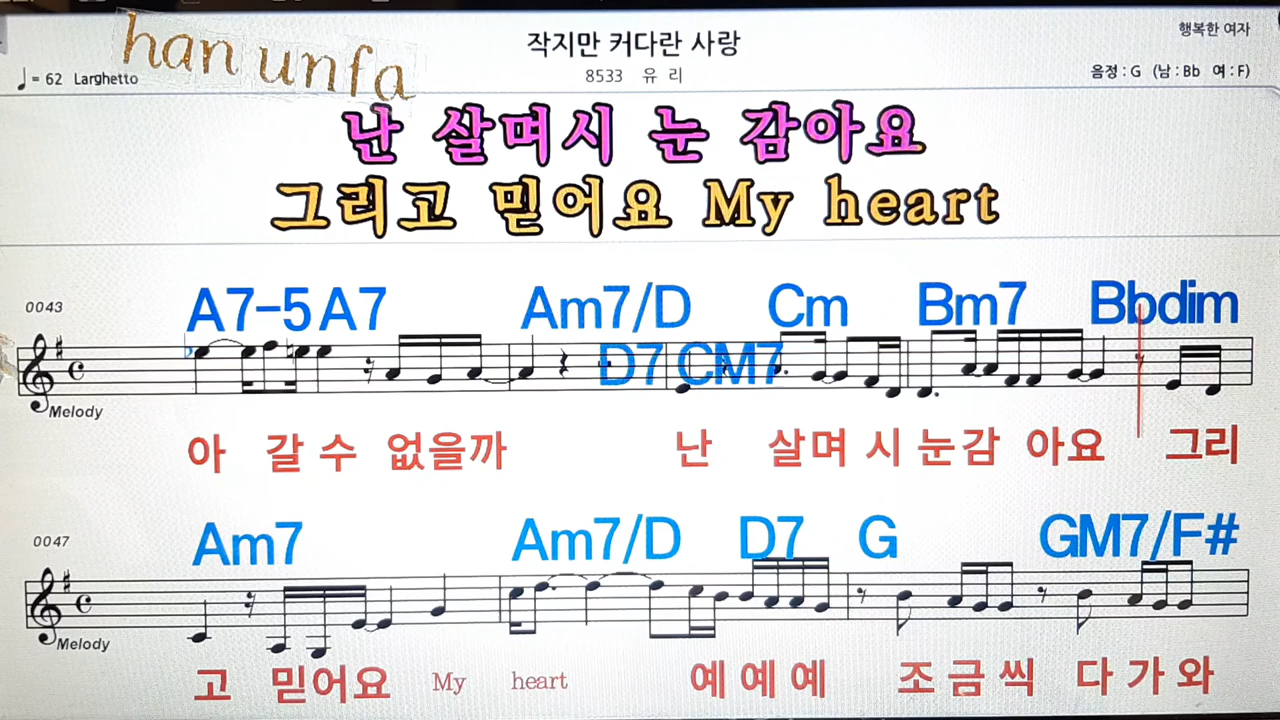 han unfa
작지만 커다란 사랑
행복한 여자
♩= 62 Larghetto
8533 유 리
음정 : G (남 : Bb 여 : F)
난 살며시 눈 감아요
그리고 믿어요 My heart
0043
A7-5 A7 Am7/D Cm Bm7 Bbdim
D7 CM7
Melody
아 갈 수 없을까 난 살며 시 눈감 아요 그리
0047
Am7 Am7/D D7 G GM7/F#
Melody
고 믿어요 My heart 예 예 예 조 금 씩 다 가 와